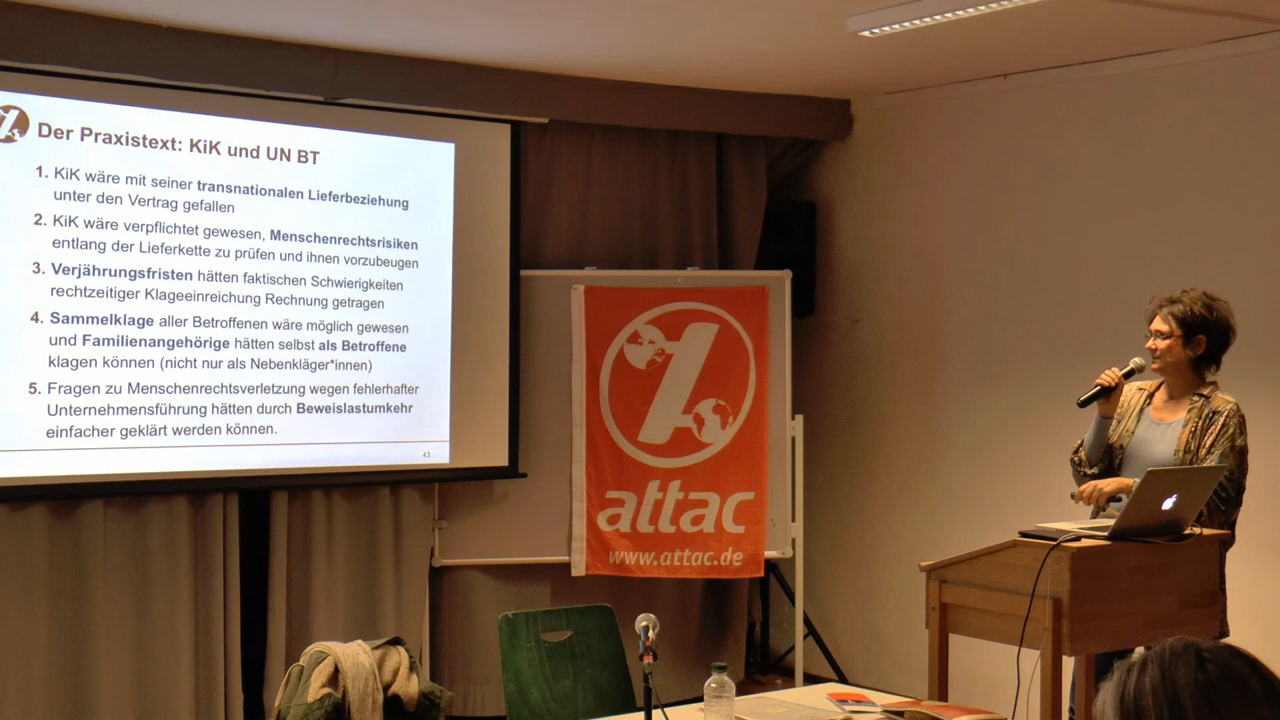 Der Praxistext: KiK und UN BT
1. KiK wäre mit seiner transnationalen Lieferbeziehung
unter den Vertrag gefallen
2. KiK wäre verpflichtet gewesen, Menschenrechtsrisiken
entlang der Lieferkette zu prüfen und ihnen vorzubeugen
3. Verjährungsfristen hätten faktischen Schwierigkeiten
rechtzeitiger Klageeinreichung Rechnung getragen
4. Sammelklage aller Betroffenen wäre möglich gewesen
und Familienangehörige hätten selbst als Betroffene
klagen können (nicht nur als Nebenkläger*innen)
5. Fragen zu Menschenrechtsverletzung wegen fehlerhafter
Unternehmensführung hätten durch Beweislastumkehr
einfacher geklärt werden können.
43
attac
www.attac.de